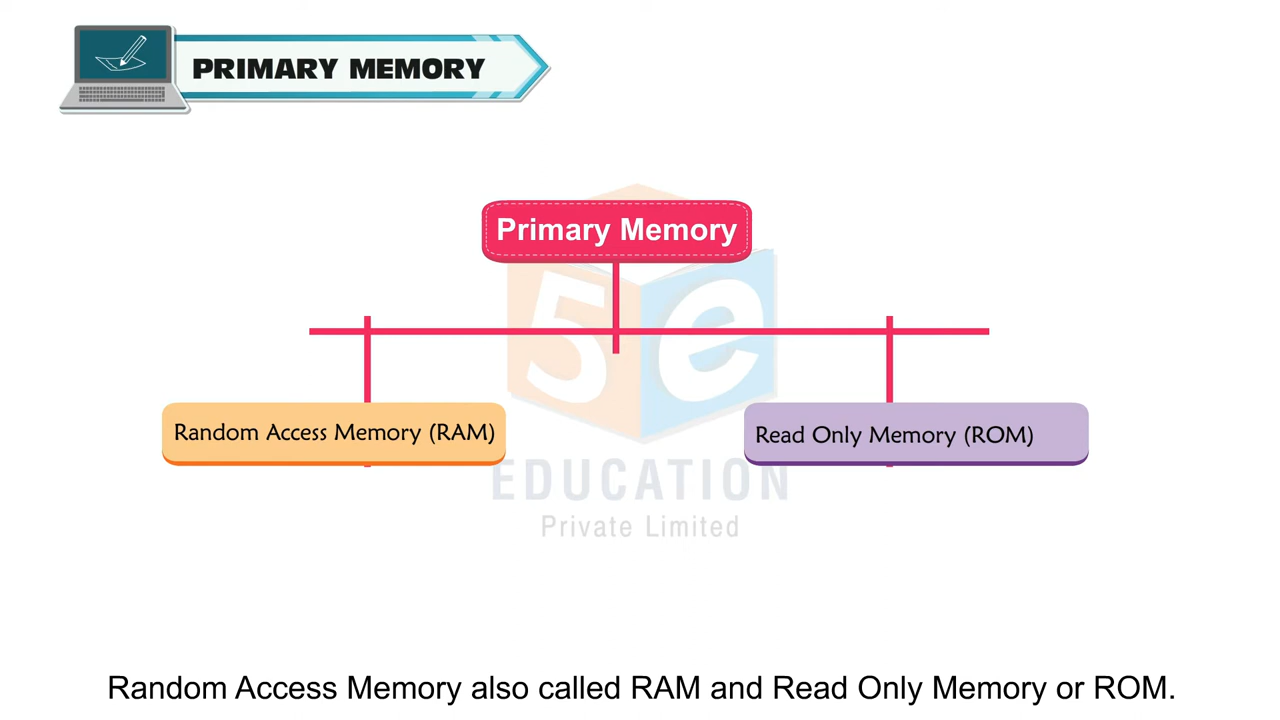 PRIMARY MEMORY
Primary Memory
5e
Random Access Memory (RAM)
Read Only Memory (ROM)
EDUCATION
Private Limited
Random Access Memory also called RAM and Read Only Memory or ROM.